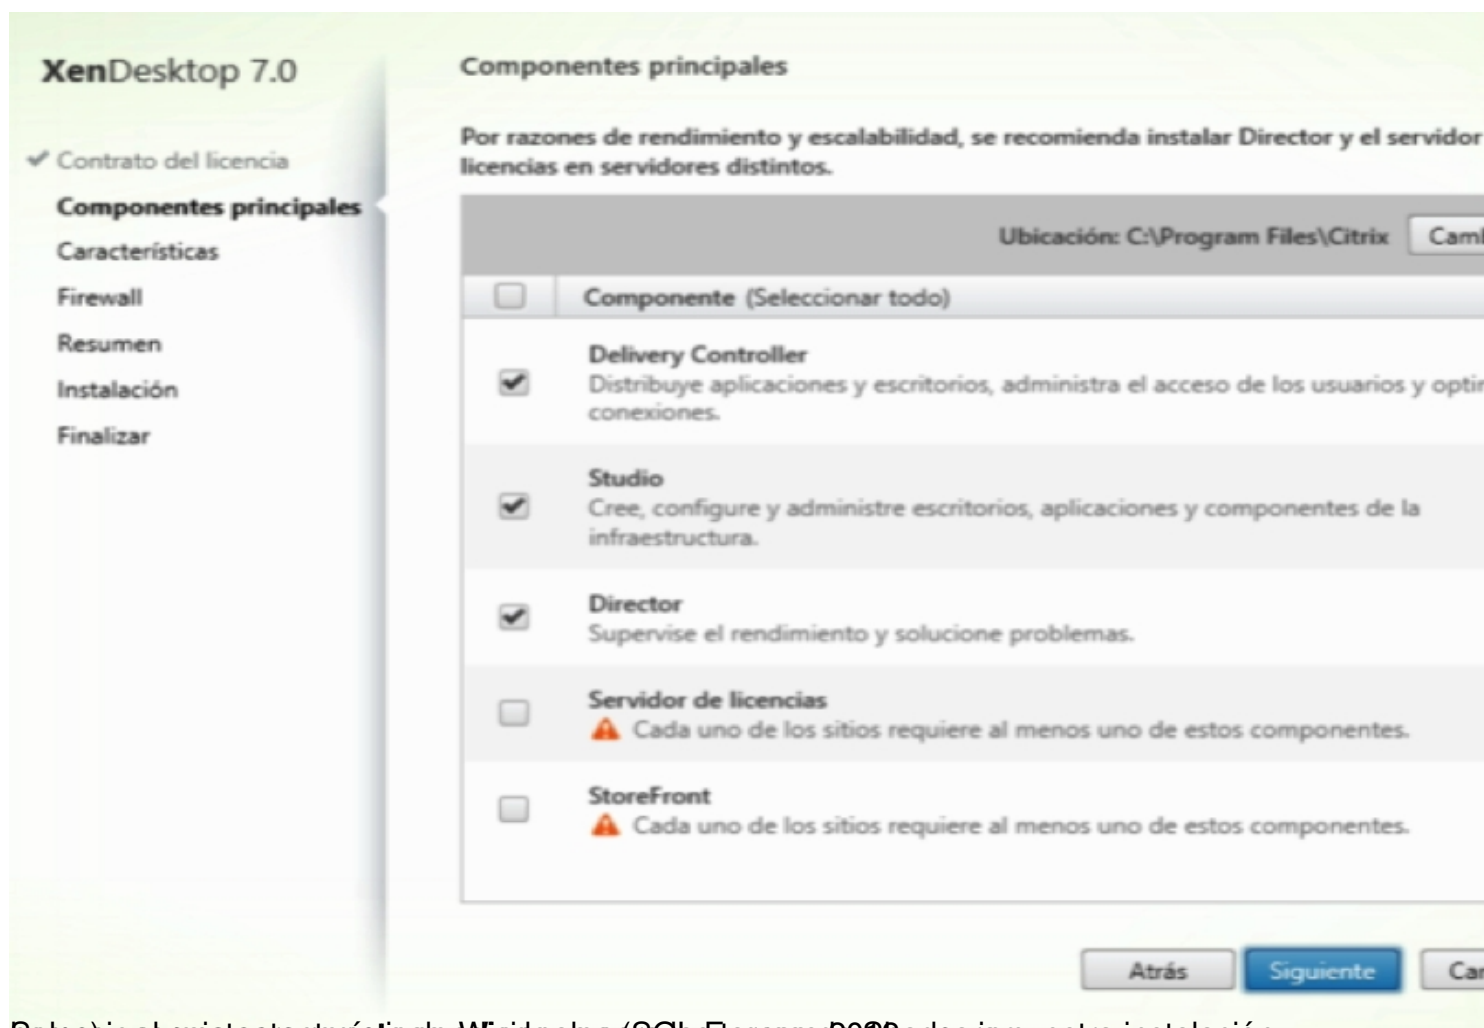 XenDesktop 7.0
Contrato del licencia
Componentes principales
Características
Firewall
Resumen
Instalación
Finalizar
Componentes principales
Por razones de rendimiento y escalabilidad, se recomienda instalar Director y el servidor
licencias en servidores distintos.
Ubicación: C:\Program Files\Citrix
Componente (Seleccionar todo)
Delivery Controller
Distribuye aplicaciones y escritorios, administra el acceso de los usuarios y
conexiones.
Studio
Cree, configure y administre escritorios, aplicaciones y componentes de la
infraestructura.
Director
Supervise el rendimiento y solucione problemas.
Servidor de licencias
Cada uno de los sitios requiere al menos uno de estos componentes.
StoreFront
Cada uno de los sitios requiere al menos uno de estos componentes.
Atrás Siguiente
instalación